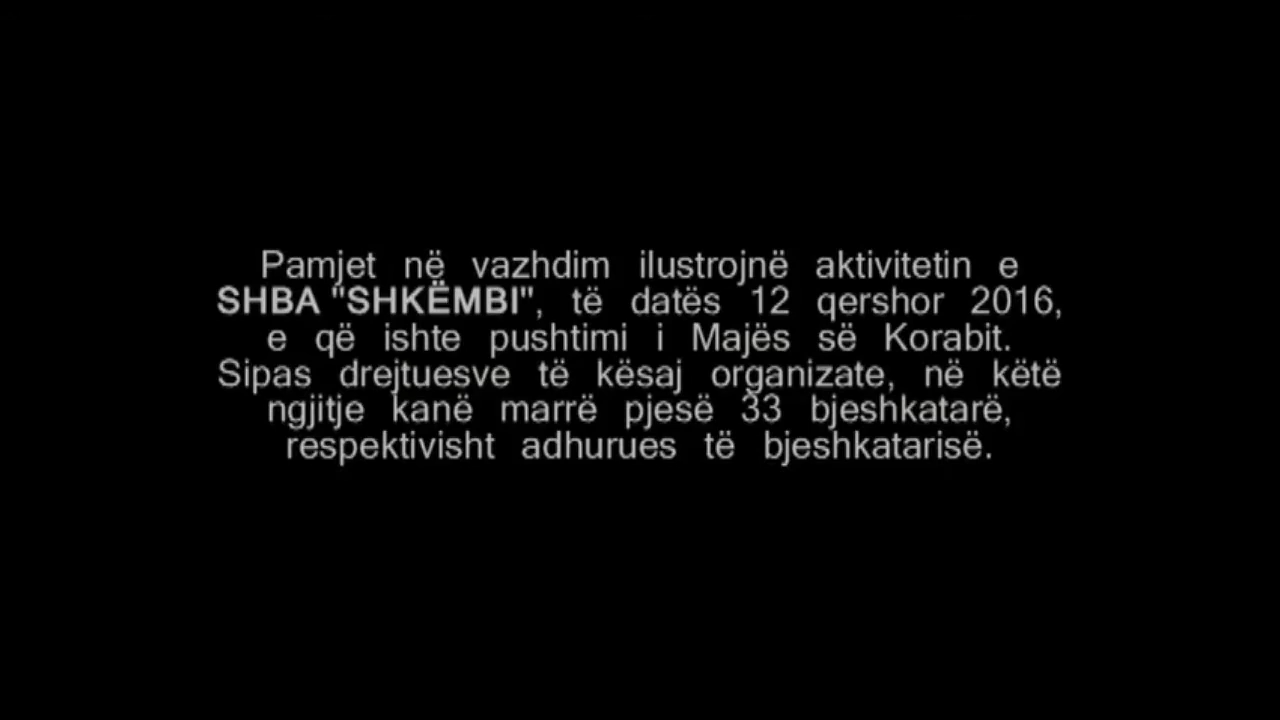 Pamjet në vazhdim ilustrojnë aktivitetin e
SHBA "SHKËMBI", të datës 12 qershor 2016,
e që ishte pushtimi i Majës së Korabit.
Sipas drejtuesve të kësaj organizate, në këtë
ngjitje kanë marrë pjesë 33 bjeshkatarë,
respektivisht adhurues të bjeshkatarisë.